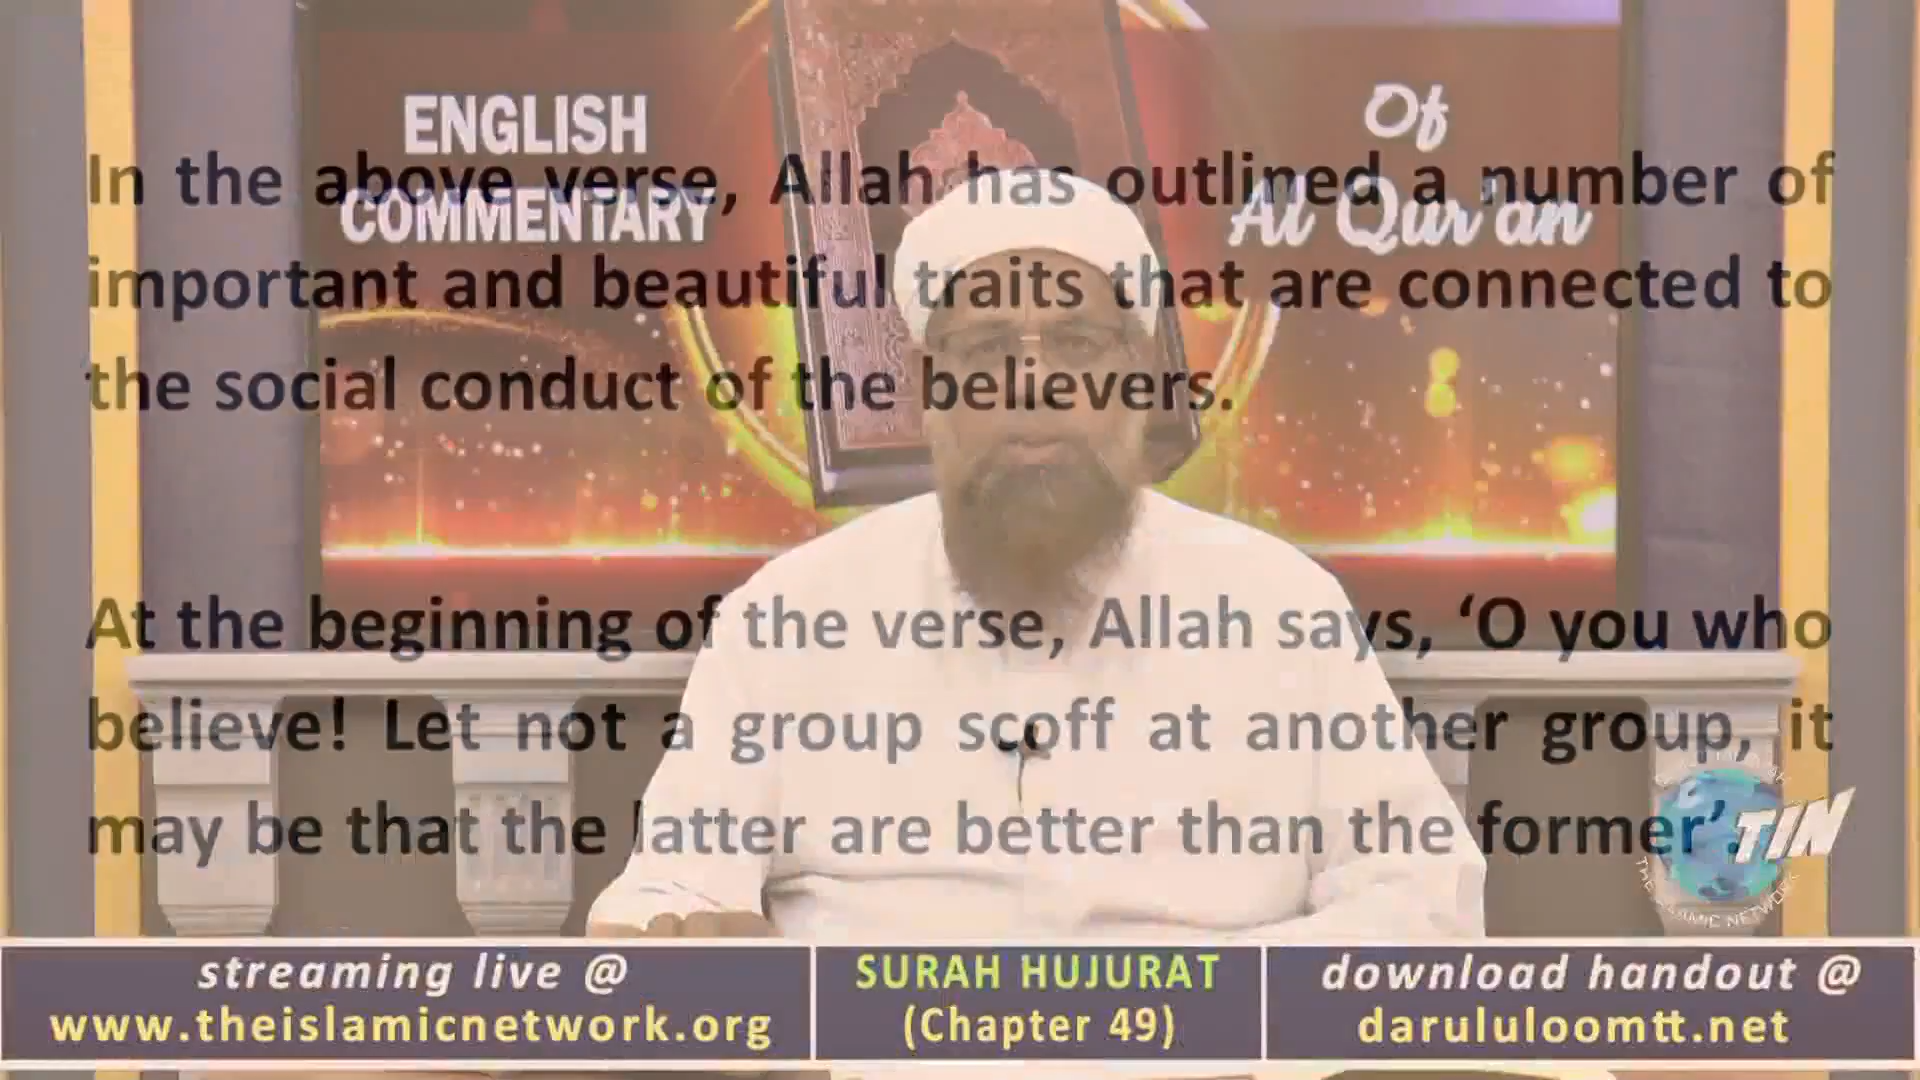 ENGLISH
COMMENTARY
Of
Al Qur'an
In the above verse, Allah has outlined a number of
important and beautiful traits that are connected to
the social conduct of the believers.
At the beginning of the verse, Allah says, ‘O you who
believe! Let not a group scoff at another group, it
may be that the latter are better than the former’.
TIN
THE ISLAMIC NETWORK
streaming live @
www.theislamicnetwork.org
SURAH HUJURAT
(Chapter 49)
download handout @
darululoomtt.net